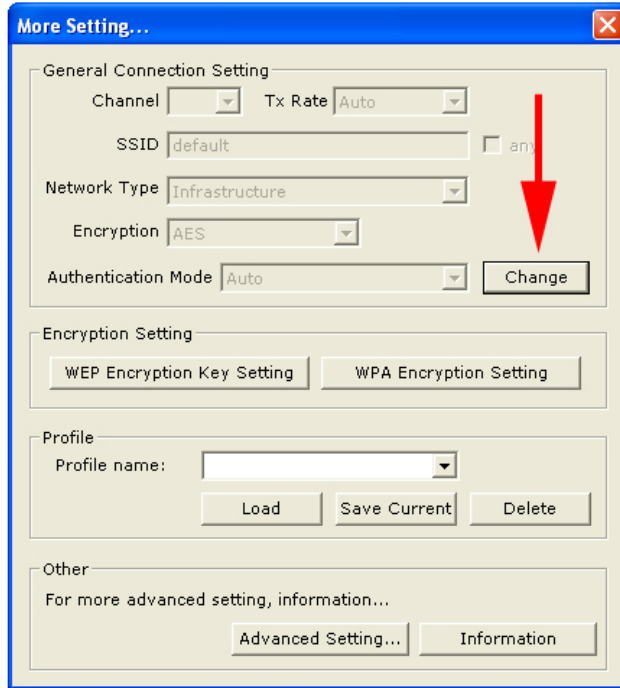 More Setting...
General Connection Setting
Channel Tx Rate Auto
SSID default any
Network Type Infrastructure
Encryption AES
Authentication Mode Auto Change
Encryption Setting
WEP Encryption Key Setting WPA Encryption Setting
Profile
Profile name:
Load Save Current Delete
Other
For more advanced setting, information...
Advanced Setting... Information